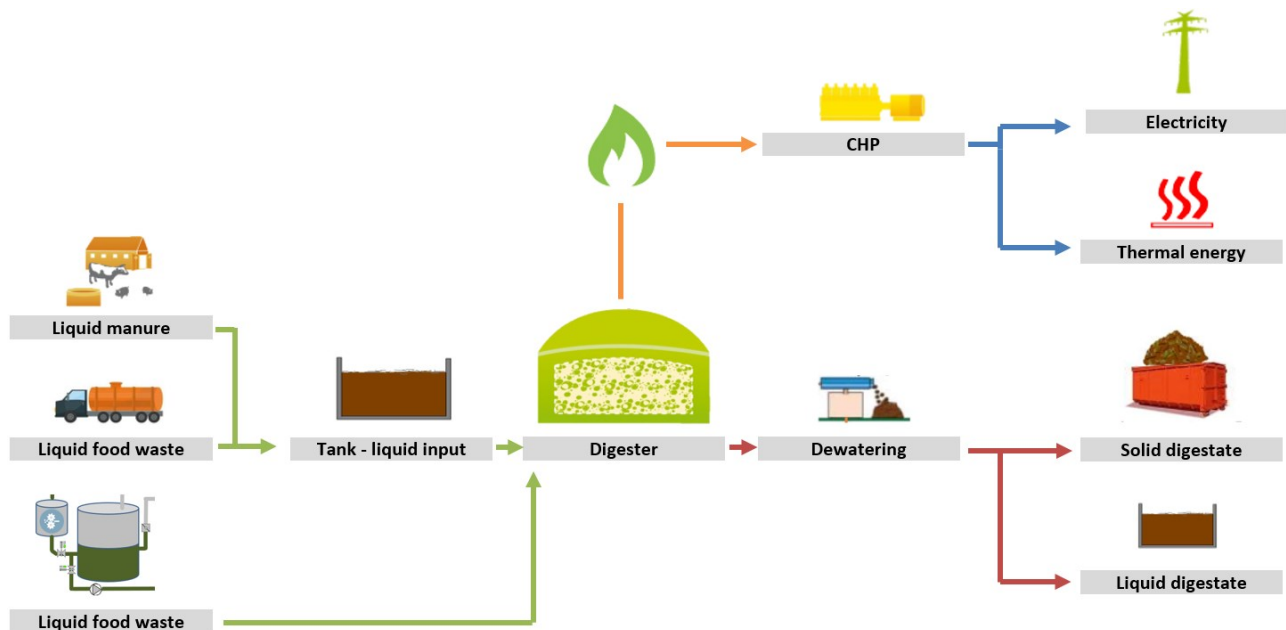 Electricity
CHP
Thermal energy
Liquid manure
Liquid food waste
Tank - liquid input
Digester
Dewatering
Solid digestate
Liquid digestate
Liquid food waste